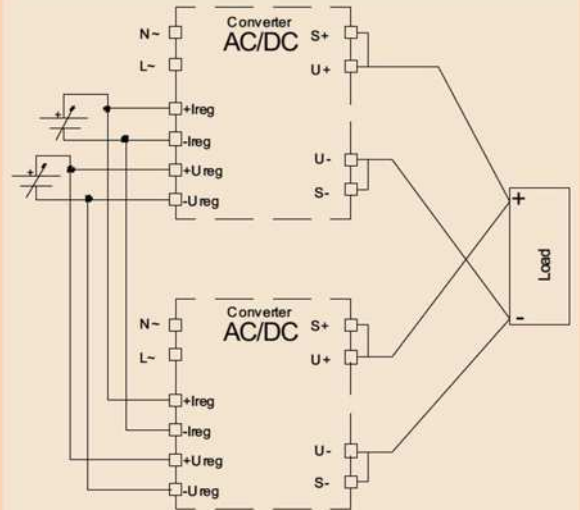 Converter
AC/DC
N~
L~
+Ireg
-Ireg
+Ureg
-Ureg
S+
U+
U-
S-
+
+
+
-
Load
Converter
AC/DC
N~
L~
+Ireg
-Ireg
+Ureg
-Ureg
S+
U+
U-
S-